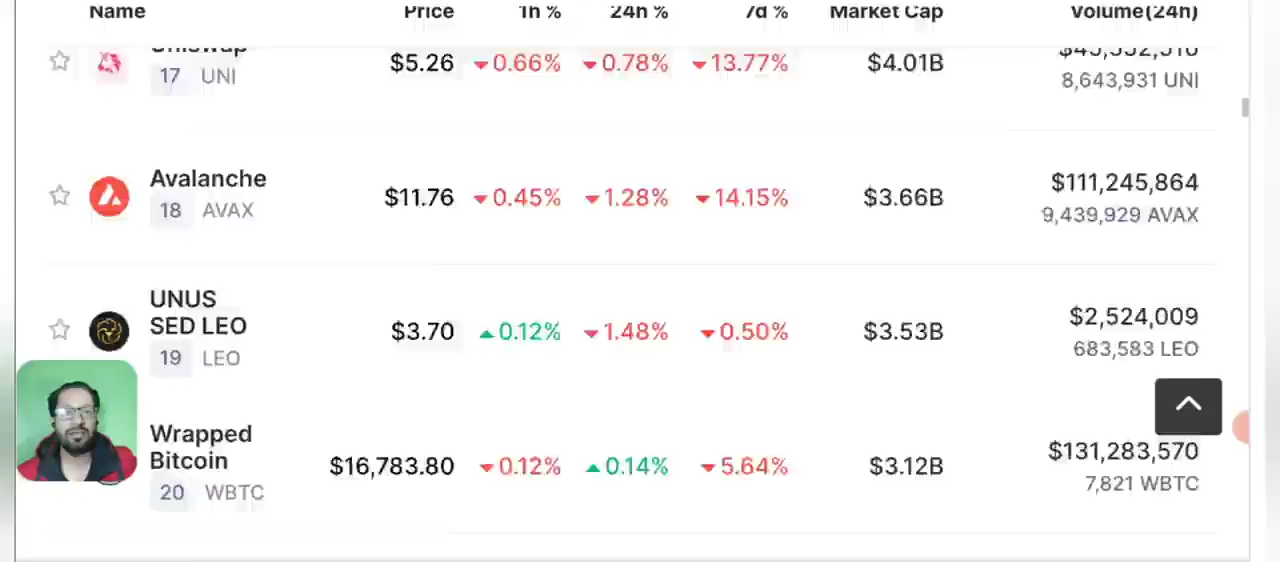 Name Price 1h % 24h % 7d % Market Cap Volume(24h)
Uniswap
$5.26 0.66% 0.78% 13.77% $4.01B
17 UNI 8,643,931 UNI
Avalanche $111,245,864
$11.76 0.45% 1.28% 14.15% $3.66B
18 AVAX 9,439,929 AVAX
UNUS
SED LEO $2,524,009
$3.70 0.12% 1.48% 0.50% $3.53B
19 LEO 683,583 LEO
Wrapped
Bitcoin $131,283,570
$16,783.80 0.12% 0.14% 5.64% $3.12B
20 WBTC 7,821 WBTC